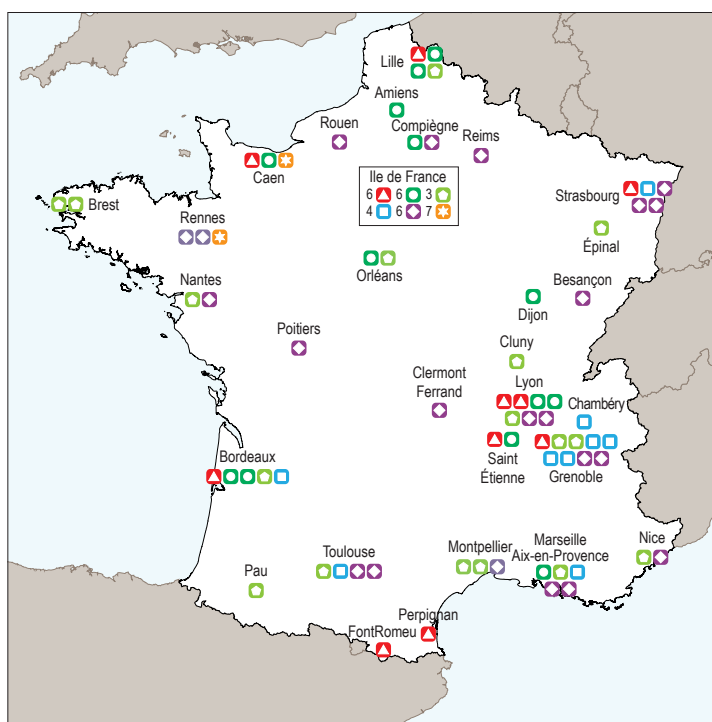 Lille
Amiens
Rouen
Compiègne
Reims
Caen
Ile de France
6 6 3
4 6 7
Strasbourg
Brest
Rennes
Épinal
Orléans
Nantes
Besançon
Dijon
Poitiers
Cluny
Clermont
Ferrand
Lyon
Chambéry
Saint
Étienne
Grenoble
Bordeaux
Toulouse
Montpellier
Marseille
Aix-en-Provence
Nice
Pau
Perpignan
FontRomeu